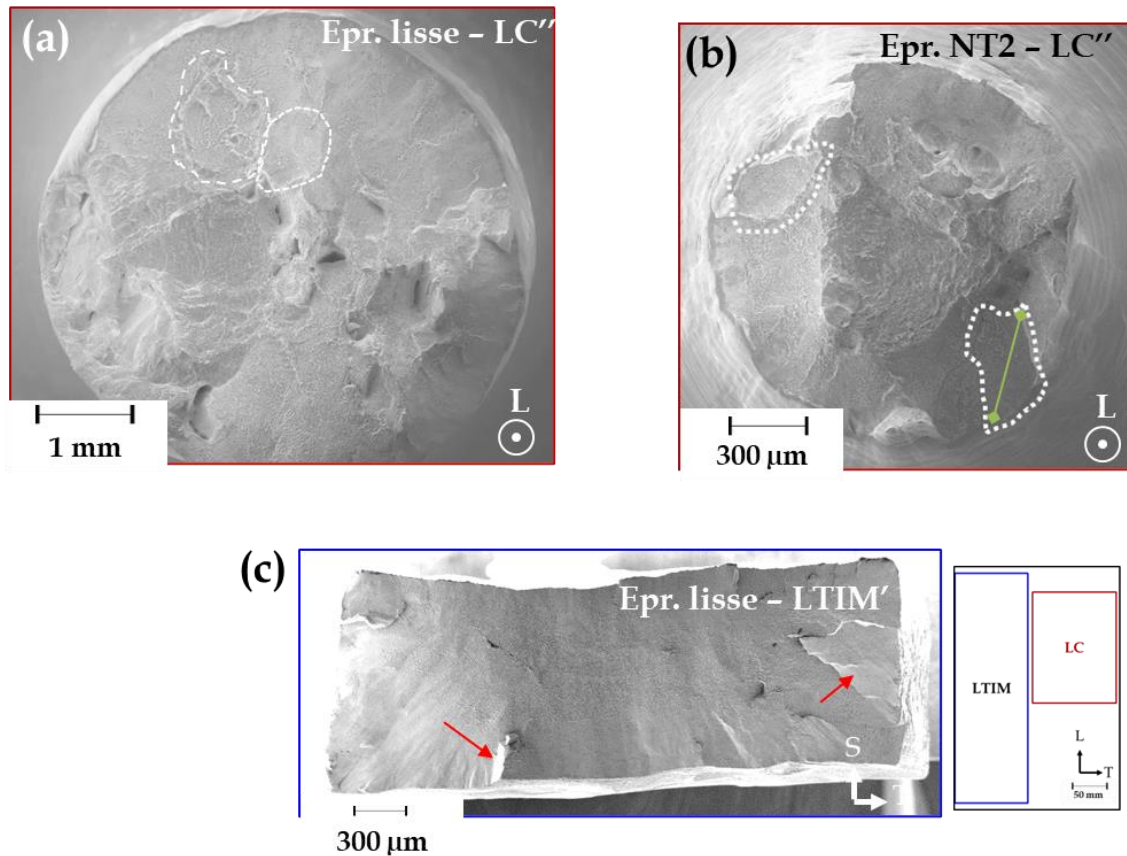 (a)
Epr. lisse – LC’’
L
1 mm
(b)
Epr. NT2 – LC’’
L
300 µm
(c)
Epr. lisse – LTIM’
S
T
300 µm
LTIM
LC
L
T
50 mm